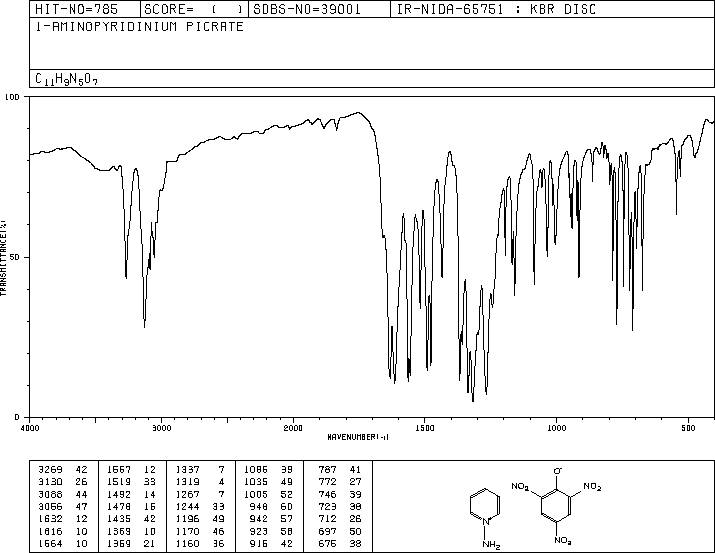 HIT-NO=785 SCORE= ( ) SDBS-NO=39001 IR-NIDA-65751 : KBR DISC
1-AMINOPYRIDINIUM PICRATE
C11H9N5O7
100
TRANSMITTANCE(%)
50
0
4000 3000 2000 1500 1000 500
WAVENUMBER(-1)
3269 42 1557 12 1337 7 1086 39 787 41
3130 26 1519 33 1319 4 1035 49 772 27
3088 44 1492 14 1267 7 1005 52 746 39
3056 47 1478 16 1244 33 948 60 723 38
1632 12 1435 42 1196 49 942 57 712 26
1616 10 1369 10 1170 46 923 58 697 50
1564 10 1359 21 1160 36 916 42 676 38
O-
NO2 NO2
N+
NH2
NO2